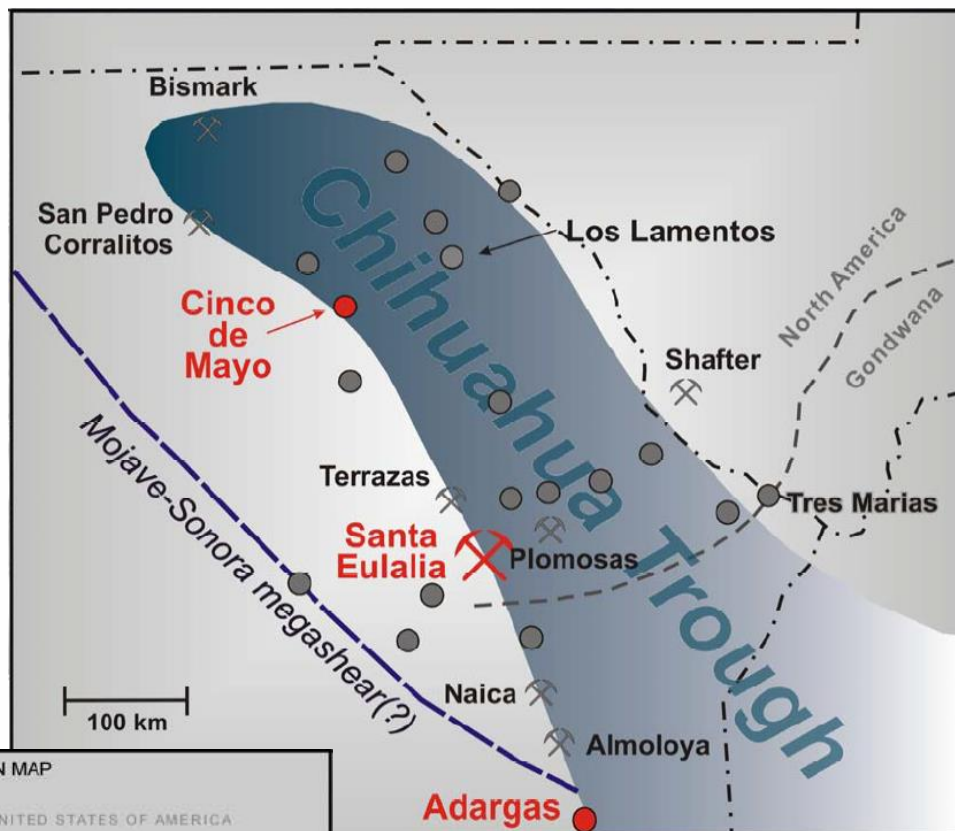 Bismark
San Pedro
Corralitos
Chihuahua Trough
Los Lamentos
Cinco
de
Mayo
North America
Gondwana
Shafter
Mojave-Sonora megashear(?)
Terrazas
Tres Marias
Santa
Eulalia
Plomosas
Naica
100 km
Almoloya
Adargas
N MAP
UNITED STATES OF AMERICA